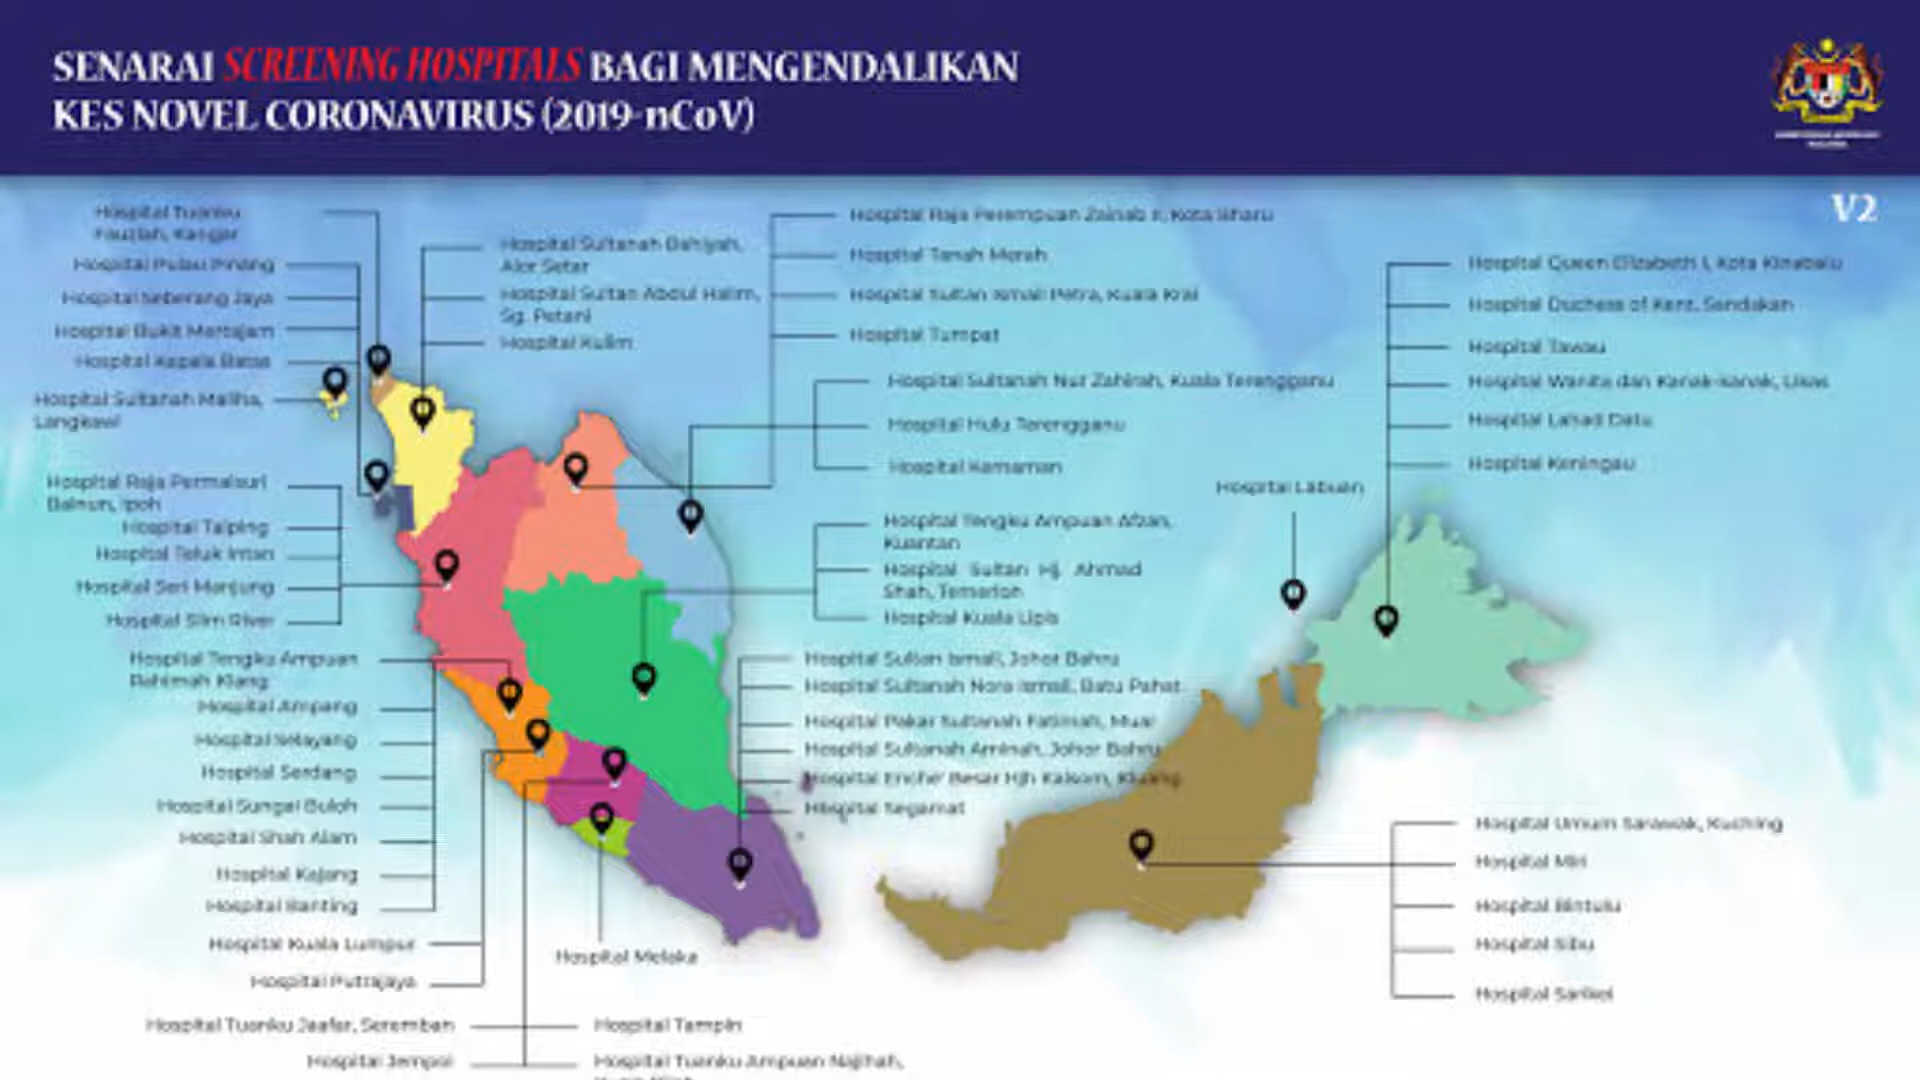 SENARAI SCREENING HOSPITALS BAGI MENGENDALIKAN
KES NOVEL CORONAVIRUS (2019-nCoV)
V2
Hospital Tuanku
Fauziah, Kangar
Hospital Pulau Pinang
Hospital Seberang Jaya
Hospital Bukit Mertajam
Hospital Kepala Batas
Hospital Sultanah Maliha,
Langkawi
Hospital Raja Permaisuri
Bainun, Ipoh
Hospital Taiping
Hospital Teluk Intan
Hospital Seri Manjung
Hospital Slim River
Hospital Tengku Ampuan
Rahimah Klang
Hospital Ampang
Hospital Selayang
Hospital Serdang
Hospital Sungai Buloh
Hospital Shah Alam
Hospital Kajang
Hospital Banting
Hospital Kuala Lumpur
Hospital Putrajaya
Hospital Tuanku Jaafar, Seremban
Hospital Jempol
Hospital Sultanah Bahiyah,
Alor Setar
Hospital Sultan Abdul Halim,
Sg. Petani
Hospital Kulim
Hospital Raja Perempuan Zainab II, Kota Bharu
Hospital Tanah Merah
Hospital Sultan Ismail Petra, Kuala Krai
Hospital Tumpat
Hospital Sultanah Nur Zahirah, Kuala Terengganu
Hospital Hulu Terengganu
Hospital Kemaman
Hospital Tengku Ampuan Afzan,
Kuantan
Hospital Sultan Hj. Ahmad
Shah, Temerloh
Hospital Kuala Lipis
Hospital Sultan Ismail, Johor Bahru
Hospital Sultanah Nora Ismail, Batu Pahat
Hospital Pakar Sultanah Fatimah, Muar
Hospital Sultanah Aminah, Johor Bahru
Hospital Enche' Besar Hjh Kalsom, Kluang
Hospital Segamat
Hospital Melaka
Hospital Tampin
Hospital Tuanku Ampuan Najihah,
Hospital Labuan
Hospital Queen Elizabeth I, Kota Kinabalu
Hospital Duchess of Kent, Sandakan
Hospital Tawau
Hospital Wanita dan Kanak-kanak, Likas
Hospital Lahad Datu
Hospital Keningau
Hospital Umum Sarawak, Kuching
Hospital Miri
Hospital Bintulu
Hospital Sibu
Hospital Sarikei